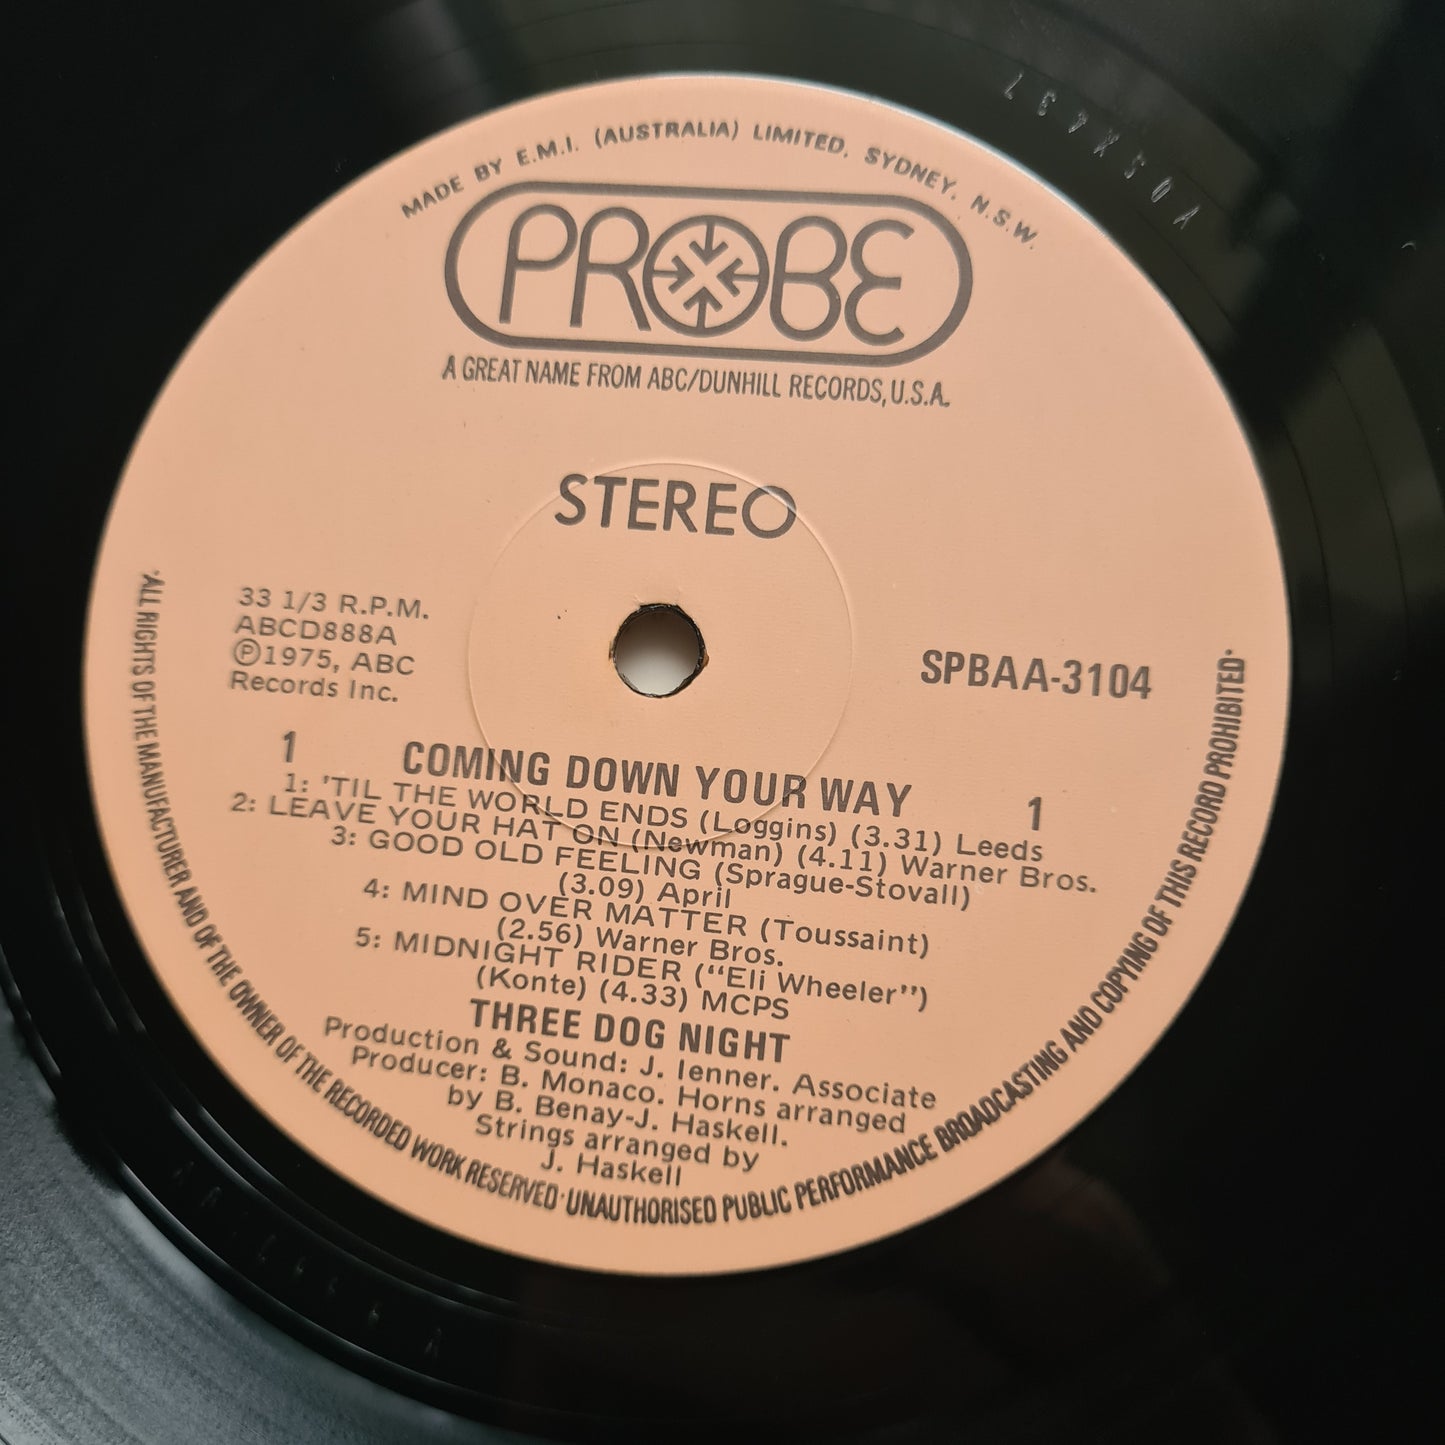 MADE BY E.M.I. (AUSTRALIA) LIMITED. SYDNEY. N.S.W.
PROBE
A GREAT NAME FROM ABC/DUNHILL RECORDS, U.S.A.
STEREO
33 1/3 R.P.M.
ABCD888A
Ⓟ1975, ABC
Records Inc.
SPBAA-3104
1 COMING DOWN YOUR WAY 1
1: 'TIL THE WORLD ENDS (Loggins) (3.31) Leeds
2: LEAVE YOUR HAT ON (Newman) (4.11) Warner Bros.
3: GOOD OLD FEELING (Sprague-Stovall)
(3.09) April
4: MIND OVER MATTER (Toussaint)
(2.56) Warner Bros.
5: MIDNIGHT RIDER ("Eli Wheeler")
(Konte) (4.33) MCPS
THREE DOG NIGHT
Production & Sound: J. Ienner. Associate
Producer: B. Monaco. Horns arranged
by B. Benay-J. Haskell.
Strings arranged by
J. Haskell
·ALL RIGHTS OF THE MANUFACTURER AND OF THE OWNER OF THE RECORDED WORK RESERVED·UNAUTHORISED PUBLIC PERFORMANCE BROADCASTING AND COPYING OF THIS RECORD PROHIBITED·